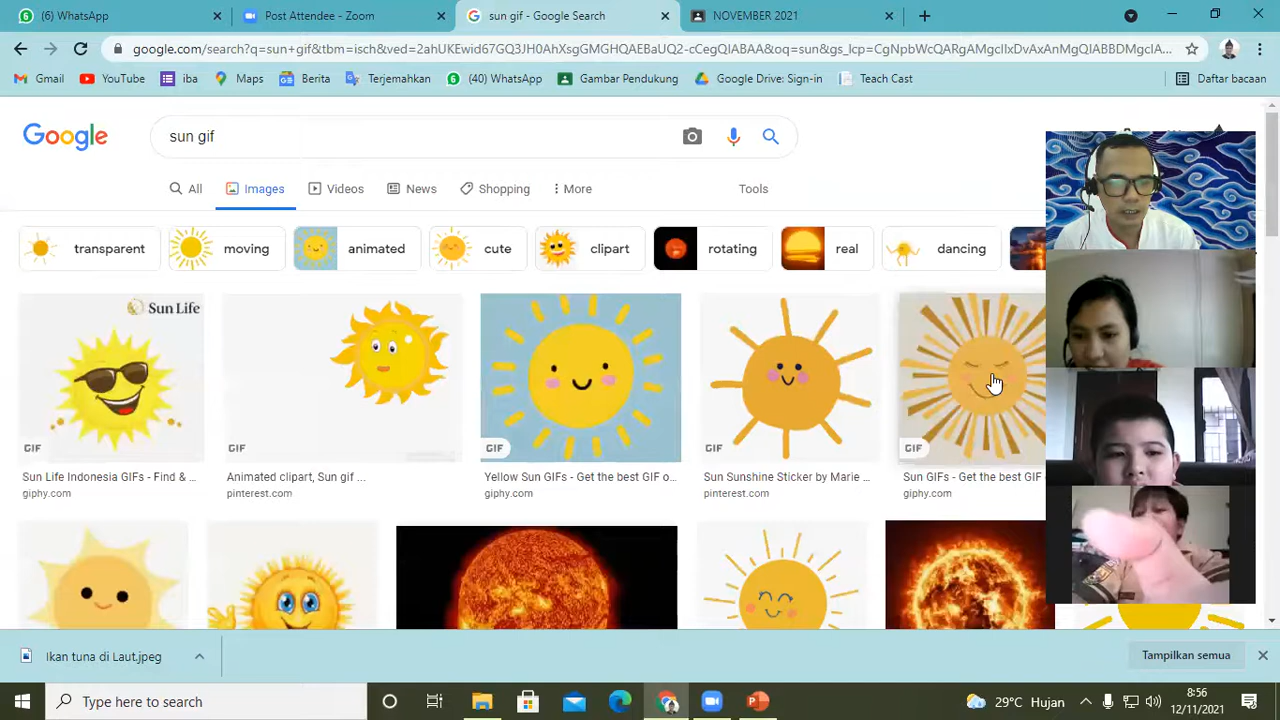 (6) WhatsApp
Post Attendee - Zoom
sun gif - Google Search
NOVEMBER 2021
google.com/search?q=sun+gif&tbm=isch&ved=2ahUKEwid67GQ3JH0AhXsgGMGHQAEBaUQ2-cCegQIABAA&oq=sun&gs_lcp=CgNpbWcQARgAMgcIIxDvAxAnMgQIABBDMgcIA...
Gmail
YouTube
iba
Maps
Berita
Terjemahkan
(40) WhatsApp
Gambar Pendukung
Google Drive: Sign-in
Teach Cast
Daftar bacaan
Google
sun gif
All
Images
Videos
News
Shopping
More
Tools
transparent
moving
animated
cute
clipart
rotating
real
dancing
Sun Life
GIF
GIF
GIF
GIF
GIF
Sun Life Indonesia GIFs - Find & ...
giphy.com
Animated clipart, Sun gif ...
pinterest.com
Yellow Sun GIFs - Get the best GIF o...
giphy.com
Sun Sunshine Sticker by Marie ...
pinterest.com
Sun GIFs - Get the best GIF
giphy.com
Ikan tuna di Laut.jpeg
Tampilkan semua
Type here to search
29°C Hujan
8:56
12/11/2021